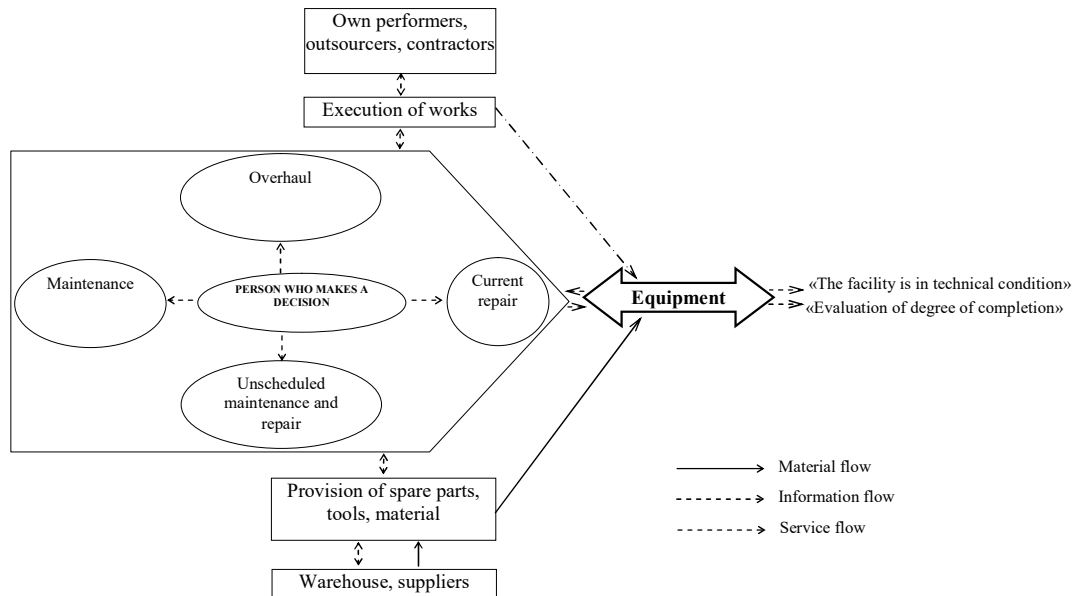 Own performers,
outsourcers, contractors
Execution of works
Overhaul
Maintenance
PERSON WHO MAKES A
DECISION
Current
repair
Unscheduled
maintenance and
repair
Equipment
«The facility is in technical condition»
«Evaluation of degree of completion»
Provision of spare parts,
tools, material
Warehouse, suppliers
Material flow
Information flow
Service flow